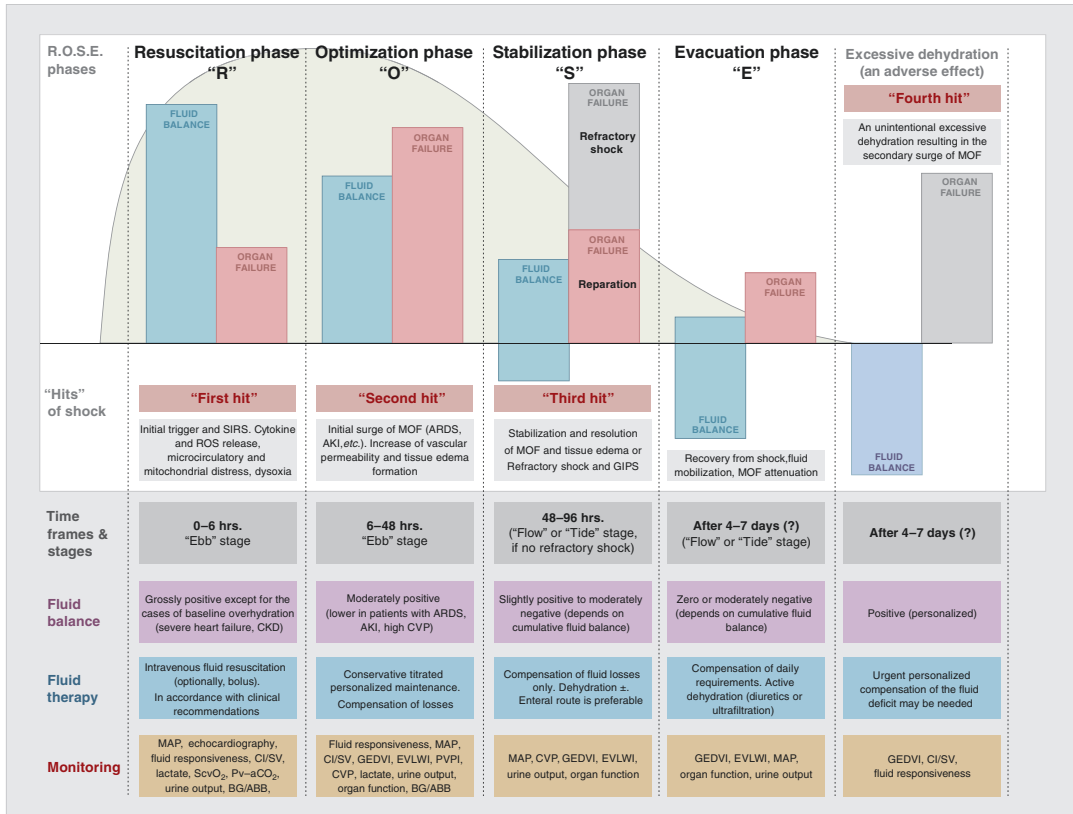 R.O.S.E.
phases
Resuscitation phase
“R”
Optimization phase
“O”
Stabilization phase
“S”
Evacuation phase
“E”
Excessive dehydration
(an adverse effect)
“Fourth hit”
An unintentional excessive
dehydration resulting in the
secondary surge of MOF
FLUID
BALANCE
ORGAN
FAILURE
FLUID
BALANCE
ORGAN
FAILURE
ORGAN
FAILURE
Refractory
shock
FLUID
BALANCE
ORGAN
FAILURE
Reparation
ORGAN
FAILURE
FLUID
BALANCE
ORGAN
FAILURE
FLUID
BALANCE
“Hits”
of shock
“First hit”
Initial trigger and SIRS. Cytokine
and ROS release,
microcirculatory and
mitochondrial distress, dysoxia
“Second hit”
Initial surge of MOF (ARDS,
AKI,etc.). Increase of vascular
permeability and tissue edema
formation
“Third hit”
Stabilization and resolution
of MOF and tissue edema or
Refractory shock and GIPS
Recovery from shock,fluid
mobilization, MOF attenuation
Time
frames &
stages
0–6 hrs.
“Ebb” stage
6–48 hrs.
“Ebb” stage
48–96 hrs.
(“Flow” or “Tide” stage,
if no refractory shock)
After 4–7 days (?)
(“Flow” or “Tide” stage)
After 4–7 days (?)
Fluid
balance
Grossly positive except for the
cases of baseline overhydration
(severe heart failure, CKD)
Moderately positive
(lower in patients with ARDS,
AKI, high CVP)
Slightly positive to moderately
negative (depends on
cumulative fluid balance)
Zero or moderately negative
(depends on cumulative fluid
balance)
Positive (personalized)
Fluid
therapy
Intravenous fluid resuscitation
(optionally, bolus).
In accordance with clinical
recommendations
Conservative titrated
personalized maintenance.
Compensation of losses
Compensation of fluid losses
only. Dehydration ±.
Enteral route is preferable
Compensation of daily
requirements. Active
dehydration (diuretics or
ultrafiltration)
Urgent personalized
compensation of the fluid
deficit may be needed
Monitoring
MAP, echocardiography,
fluid responsiveness, CI/SV,
lactate, ScvO₂, Pv–aCO₂,
urine output, BG/ABB,
Fluid responsiveness, MAP,
CI/SV, GEDVI, EVLWI, PVPI,
CVP, lactate, urine output,
organ function, BG/ABB
MAP, CVP, GEDVI, EVLWI,
urine output, organ function
GEDVI, EVLWI, MAP,
organ function, urine output
GEDVI, CI/SV,
fluid responsiveness